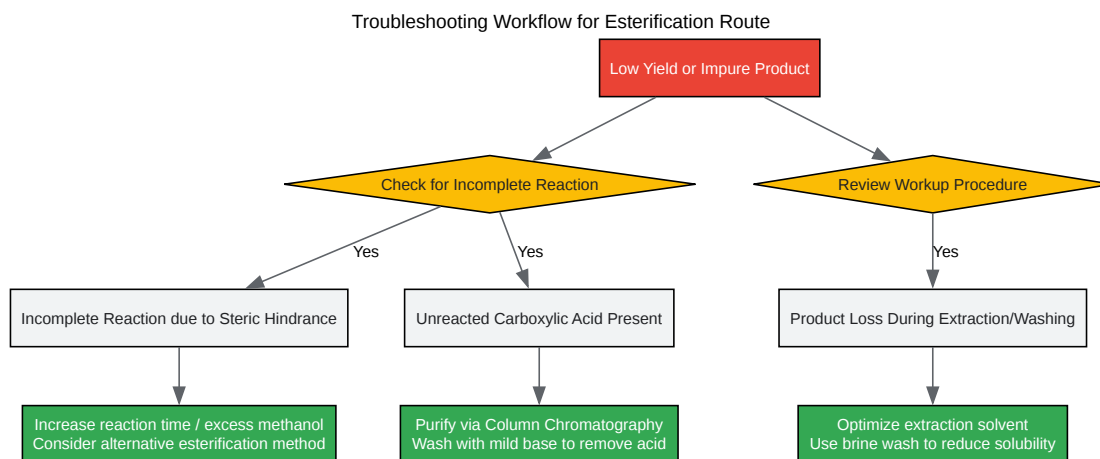 Troubleshooting Workflow for Esterification Route
Low Yield or Impure Product
Check for Incomplete Reaction
Review Workup Procedure
Yes
Yes
Yes
Incomplete Reaction due to Steric Hindrance
Unreacted Carboxylic Acid Present
Product Loss During Extraction/Washing
Increase reaction time / excess methanol
Consider alternative esterification method
Purify via Column Chromatography
Wash with mild base to remove acid
Optimize extraction solvent
Use brine wash to reduce solubility